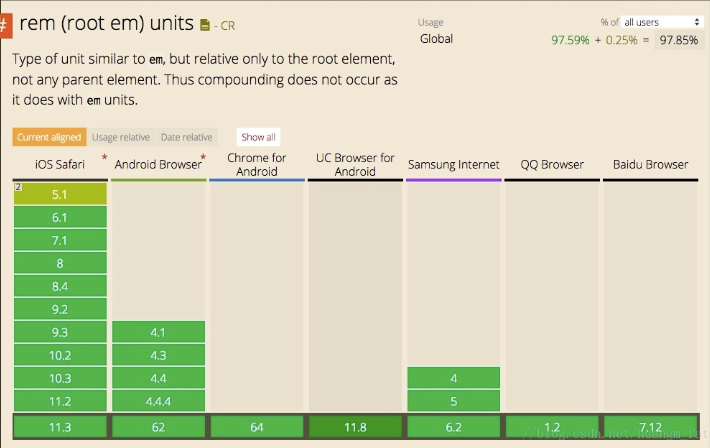 # rem (root em) units - CR
Usage % of all users
Global 97.59% + 0.25% = 97.85%
Type of unit similar to em, but relative only to the root element,
not any parent element. Thus compounding does not occur as
it does with em units.
Current aligned Usage relative Date relative Show all
iOS Safari * Android Browser * Chrome for Android UC Browser for Android Samsung Internet QQ Browser Baidu Browser
2 5.1
6.1
7.1
8
8.4
9.2
9.3 4.1
10.2 4.3
10.3 4.4 4
11.2 4.4.4 5
11.3 62 64 11.8 6.2 1.2 7.12